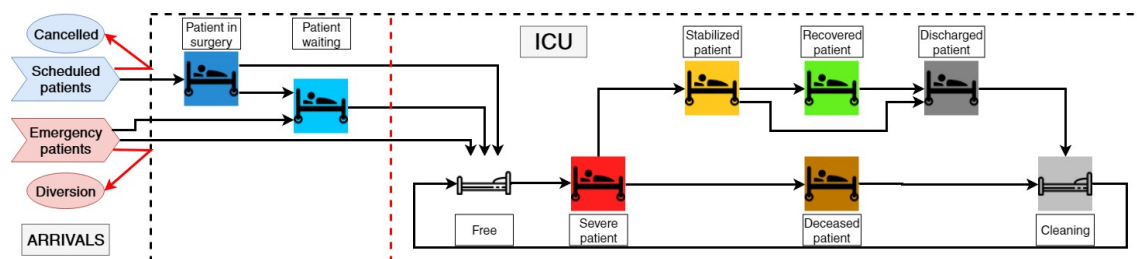 Cancelled
Scheduled
patients
Emergency
patients
Diversion
ARRIVALS
Patient in
surgery
Patient
waiting
ICU
Stabilized
patient
Recovered
patient
Discharged
patient
Free
Severe
patient
Deceased
patient
Cleaning